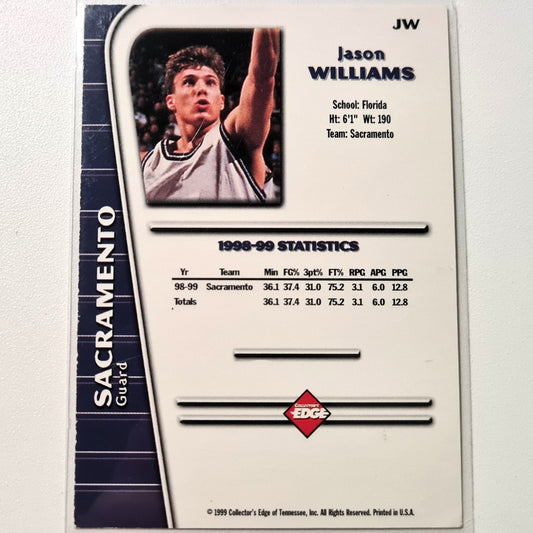 JW
Jason
WILLIAMS
School: Florida
Ht: 6'1" Wt: 190
Team: Sacramento
SACRAMENTO
Guard
1998-99 STATISTICS
Yr Team Min FG% 3pt% FT% RPG APG PPG
98-99 Sacramento 36.1 37.4 31.0 75.2 3.1 6.0 12.8
Totals 36.1 37.4 31.0 75.2 3.1 6.0 12.8
COLLECTOR'S
EDGE
© 1999 Collector's Edge of Tennessee, Inc. All Rights Reserved. Printed in U.S.A.